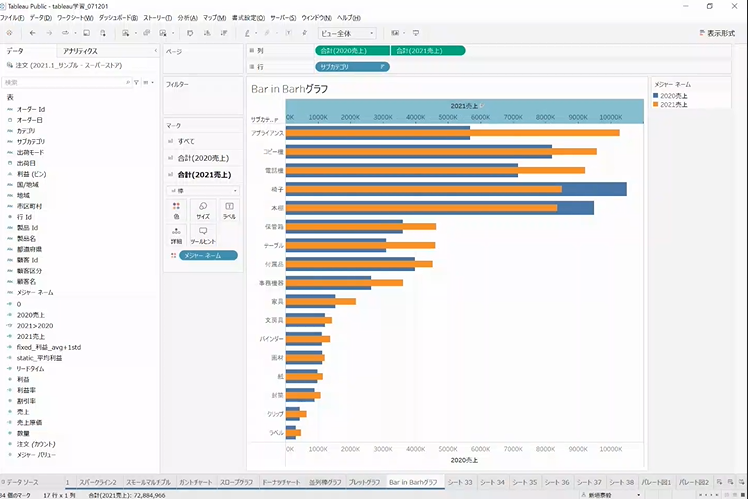 Tableau Public - tableau学習_071201
ファイル(F) データ(D) ワークシート(W) ダッシュボード(B) ストーリー(T) 分析(A) マップ(M) 書式設定(O) サーバー(S) ウィンドウ(N) ヘルプ(H)
ビュー全体
表示形式
データ
アナリティクス
注文 (2021.1_サンプル - スーパーストア)
検索
表
オーダー Id
オーダー日
カテゴリ
サブカテゴリ
出荷モード
出荷日
利益 (ビン)
国/地域
地域
市区町村
行 Id
製品 Id
製品名
都道府県
顧客 Id
顧客区分
顧客名
メジャー ネーム
0
2020売上
2021>2020
2021売上
fixed_利益_avg+1std
static_平均利益
リードタイム
利益
利益率
割引率
売上
売上原価
数量
注文 (カウント)
メジャー バリュー
ページ
フィルター
マーク
すべて
合計(2020売上)
合計(2021売上)
棒
色
サイズ
ラベル
詳細
ツールヒント
メジャー ネーム
列
合計(2020売上)
合計(2021売上)
行
サブカテゴリ
Bar in Barhグラフ
2021売上
サブカテ..
0K 1000K 2000K 3000K 4000K 5000K 6000K 7000K 8000K 9000K 10000K
アプライアンス
コピー機
電話機
椅子
本棚
保管箱
テーブル
付属品
事務機器
家具
文房具
バインダー
画材
紙
封筒
クリップ
ラベル
0K 1000K 2000K 3000K 4000K 5000K 6000K 7000K 8000K 9000K 10000K
2020売上
メジャー ネーム
2020売上
2021売上
データ ソース
1
スパークライン2
スモールマルチプル
ガントチャート
スロープグラフ
ドーナツチャート
並列棒グラフ
ブレットグラフ
Bar in Barhグラフ
シート 33
シート 34
シート 35
シート 36
シート 37
シート 38
パレート図1
パレート図2
34 個のマーク
17 行 x 1 列
合計(2021売上): 72,884,966